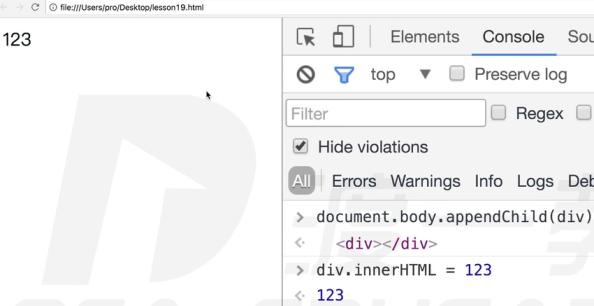 file:///Users/pro/Desktop/lesson19.html
123
Elements Console Sou
top Preserve log
Filter Regex
Hide violations
All Errors Warnings Info Logs Deb
> document.body.appendChild(div)
<div></div>
> div.innerHTML = 123
123